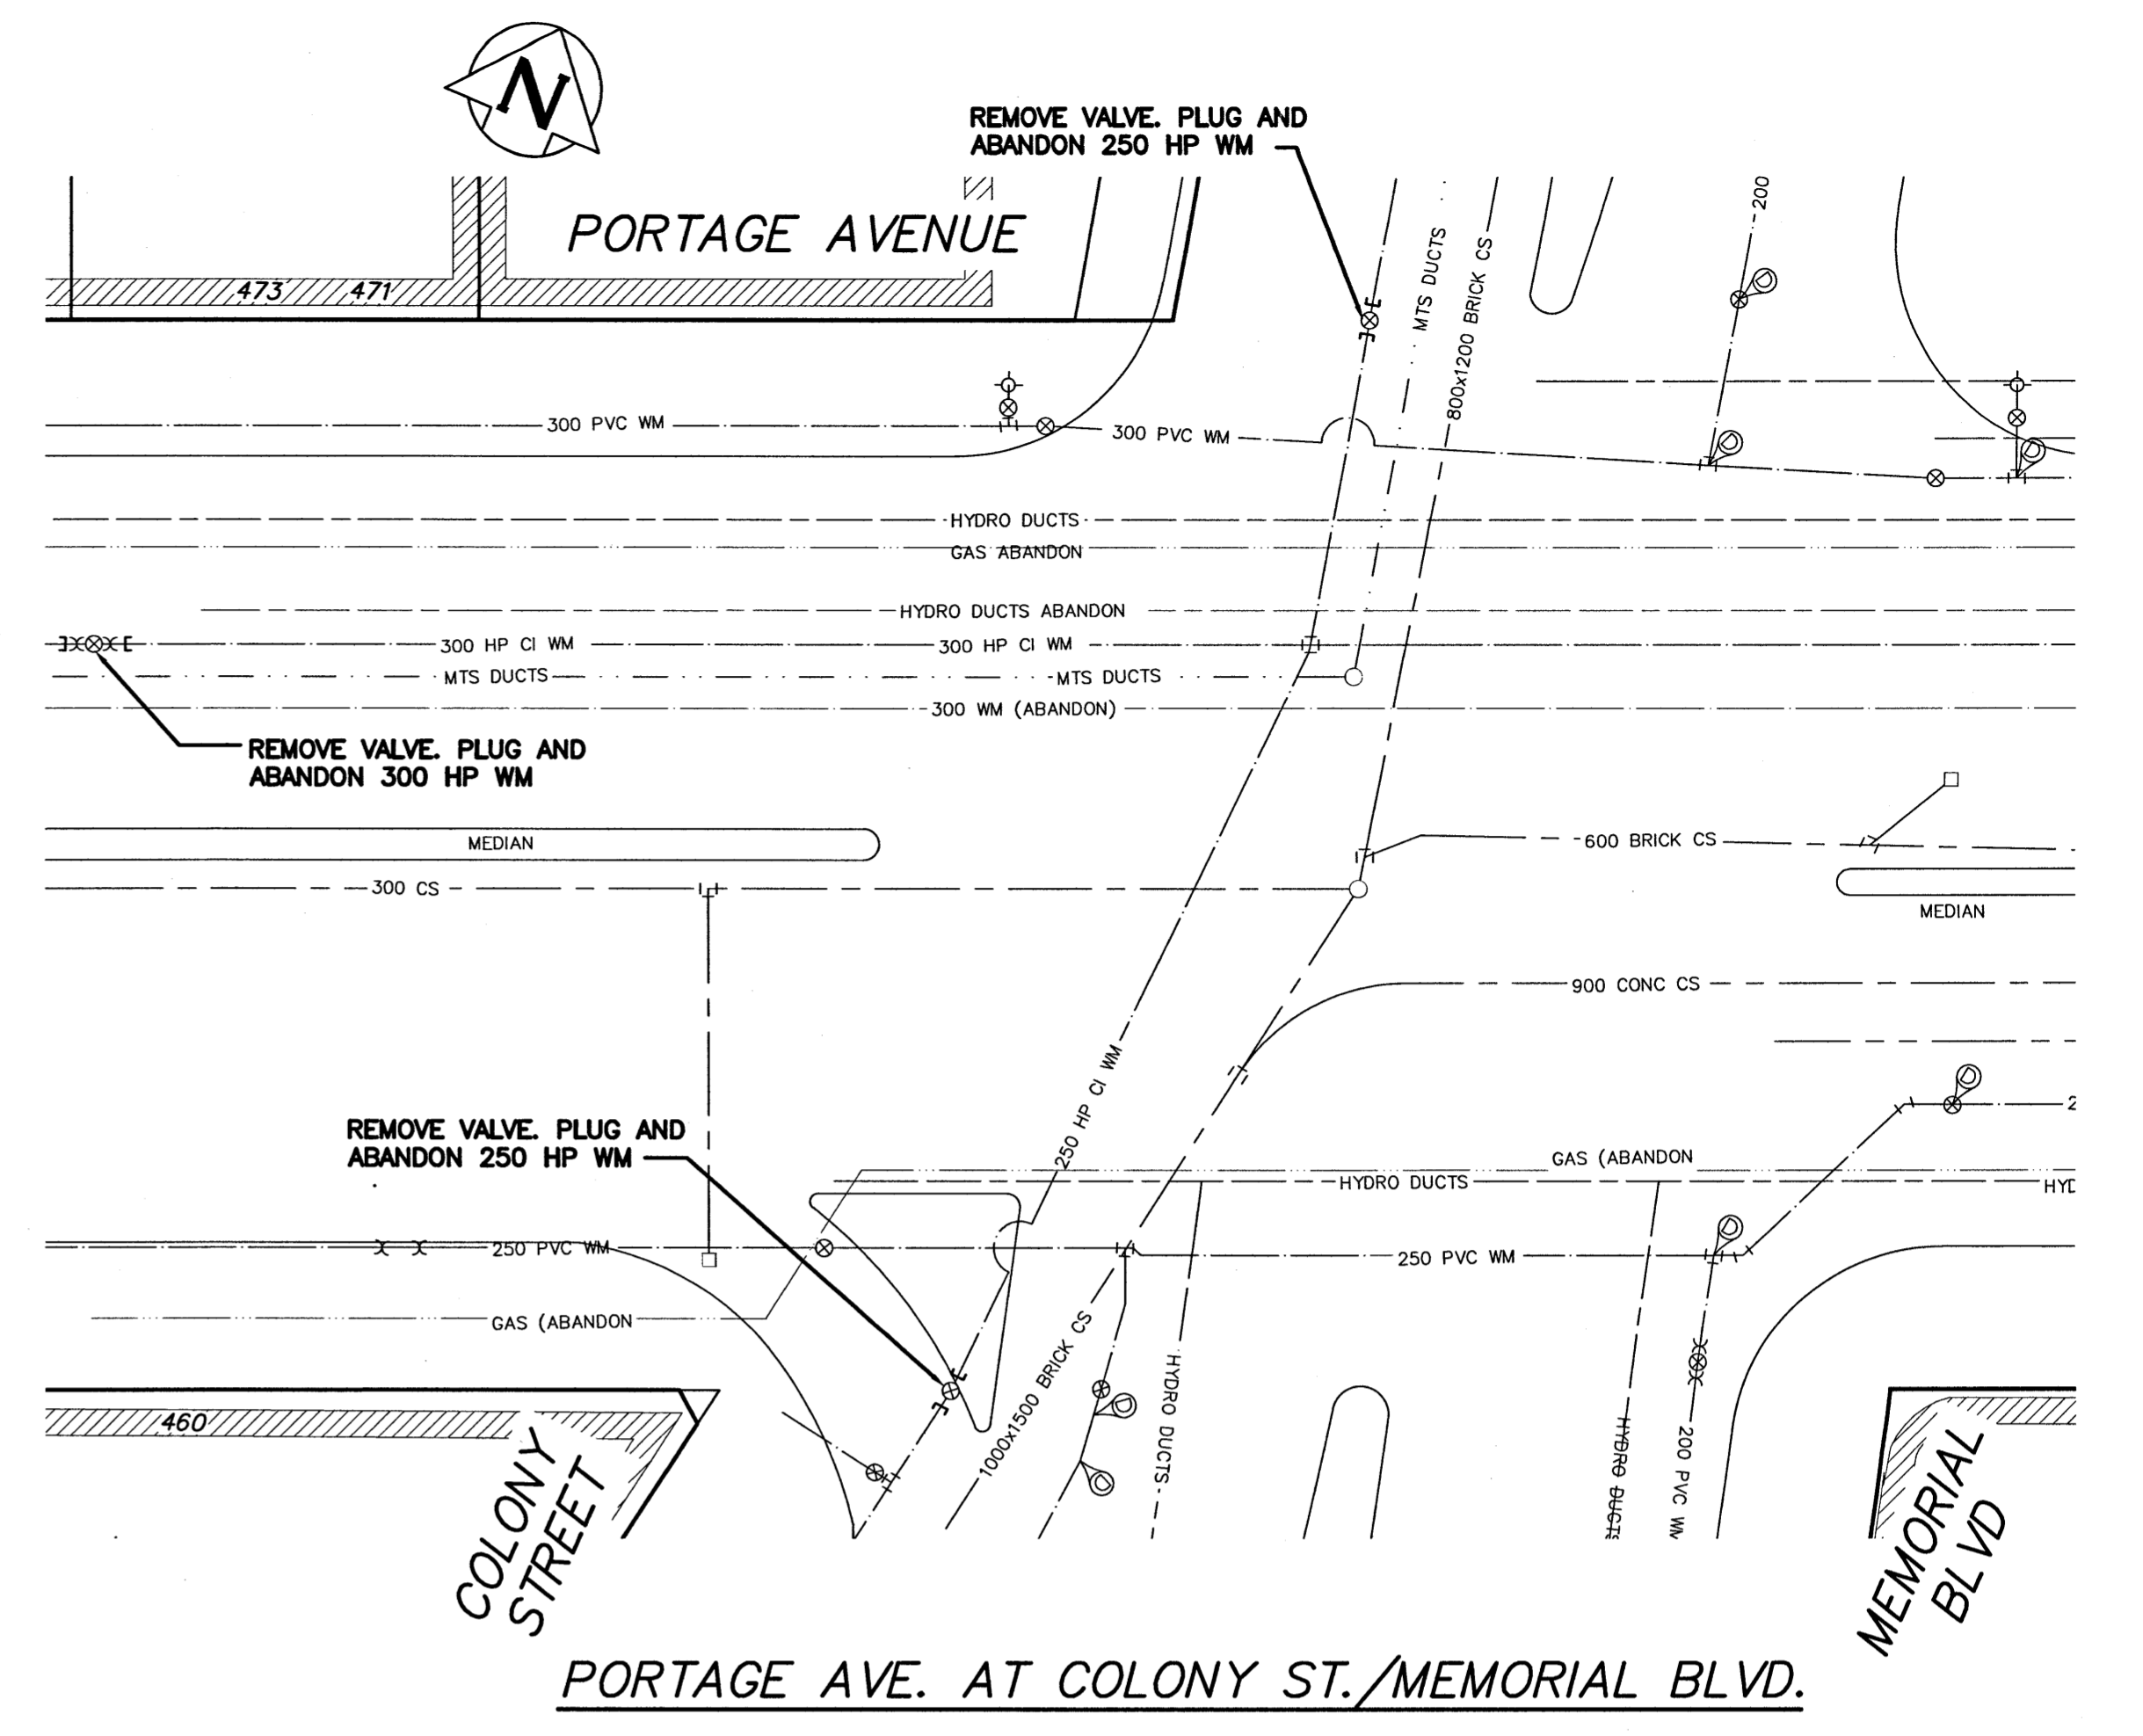 N
REMOVE VALVE. PLUG AND
ABANDON 250 HP WM
PORTAGE AVENUE
473
471
200
MTS DUCTS
800x1200 BRICK CS
300 PVC WM
300 PVC WM
HYDRO DUCTS
GAS ABANDON
HYDRO DUCTS ABANDON
300 HP CI WM
300 HP CI WM
MTS DUCTS
MTS DUCTS
300 WM (ABANDON)
REMOVE VALVE. PLUG AND
ABANDON 300 HP WM
MEDIAN
600 BRICK CS
300 CS
MEDIAN
900 CONC CS
250 HP CI WM
2
REMOVE VALVE. PLUG AND
ABANDON 250 HP WM
GAS (ABANDON
HYDRO DUCTS
HYD
250 PVC WM
250 PVC WM
GAS (ABANDON
1000x1500 BRICK CS
HYDRO DUCTS
HYDRO DUCTS
200 PVC WM
460
COLONY
STREET
MEMORIAL
BLVD
D
D
D
D
D
D
D
PORTAGE AVE. AT COLONY ST./MEMORIAL BLVD.